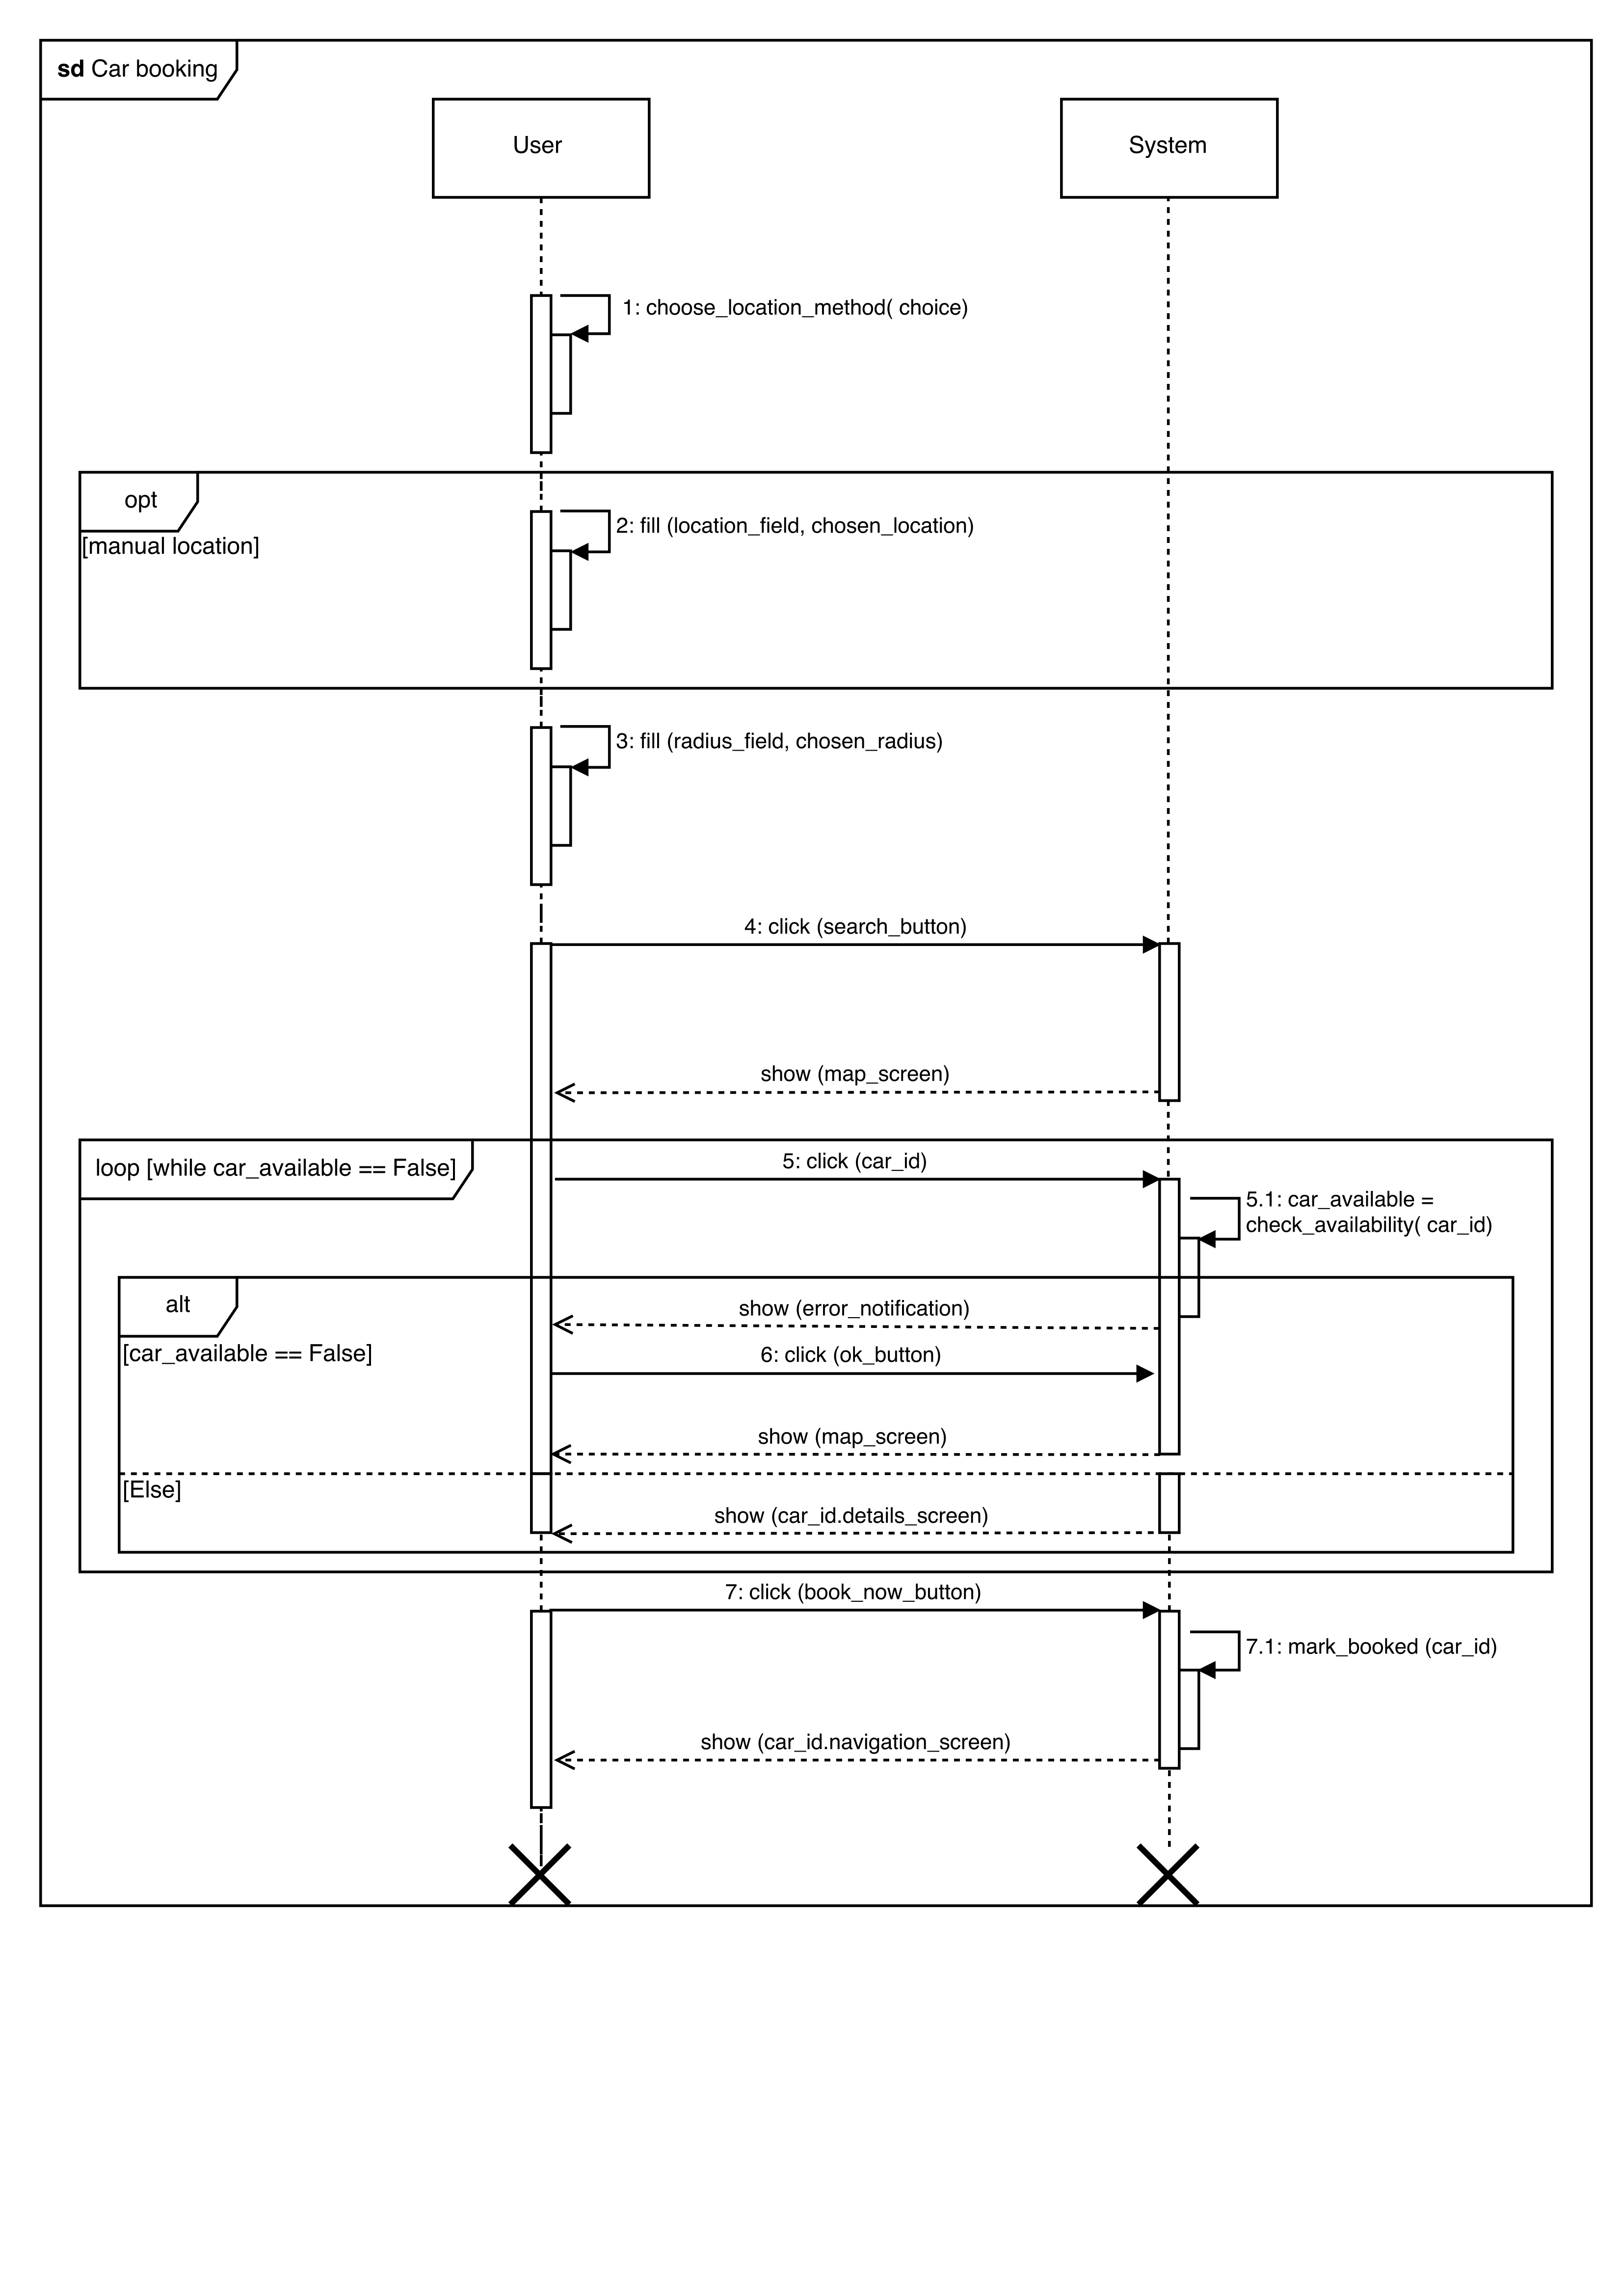 sd Car booking
User
System
1: choose_location_method( choice)
opt
[manual location]
2: fill (location_field, chosen_location)
3: fill (radius_field, chosen_radius)
4: click (search_button)
show (map_screen)
loop [while car_available == False]
5: click (car_id)
5.1: car_available =
check_availability( car_id)
alt
[car_available == False]
show (error_notification)
6: click (ok_button)
show (map_screen)
[Else]
show (car_id.details_screen)
7: click (book_now_button)
7.1: mark_booked (car_id)
show (car_id.navigation_screen)